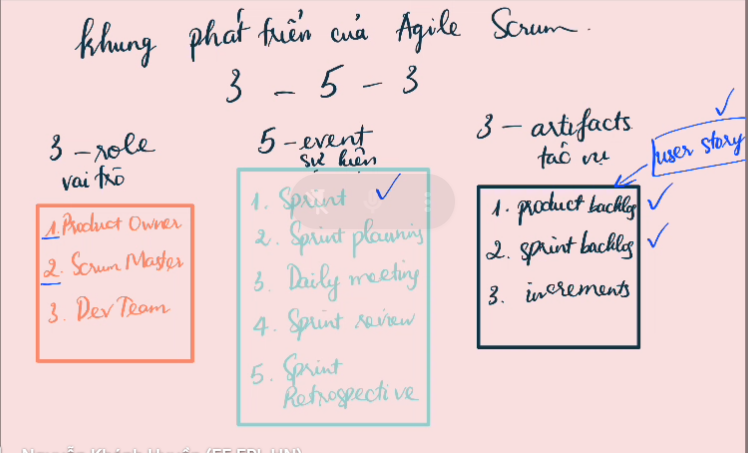 khung phát triển của Agile Scrum.
3 - 5 - 3
3 - role
vai trò
1. Product Owner
2. Scrum Master
3. Dev Team
5 - event
sự kiện
1. Sprint ✓
2. Sprint planning
3. Daily meeting
4. Sprint review
5. Sprint
Retrospective
3 - artifacts
tác vụ
✓
user story
1. product backlog ✓
2. sprint backlog ✓
3. increments